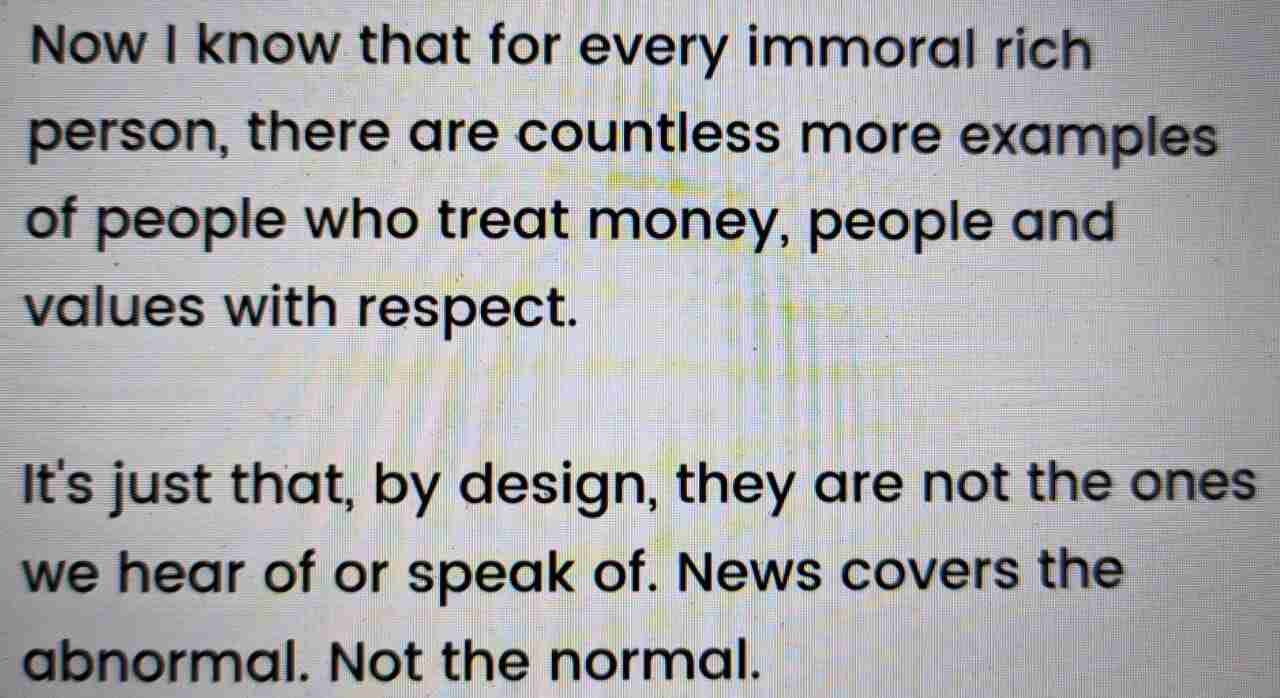 Now I know that for every immoral rich
person, there are countless more examples
of people who treat money, people and
values with respect.
It's just that, by design, they are not the ones
we hear of or speak of. News covers the
abnormal. Not the normal.